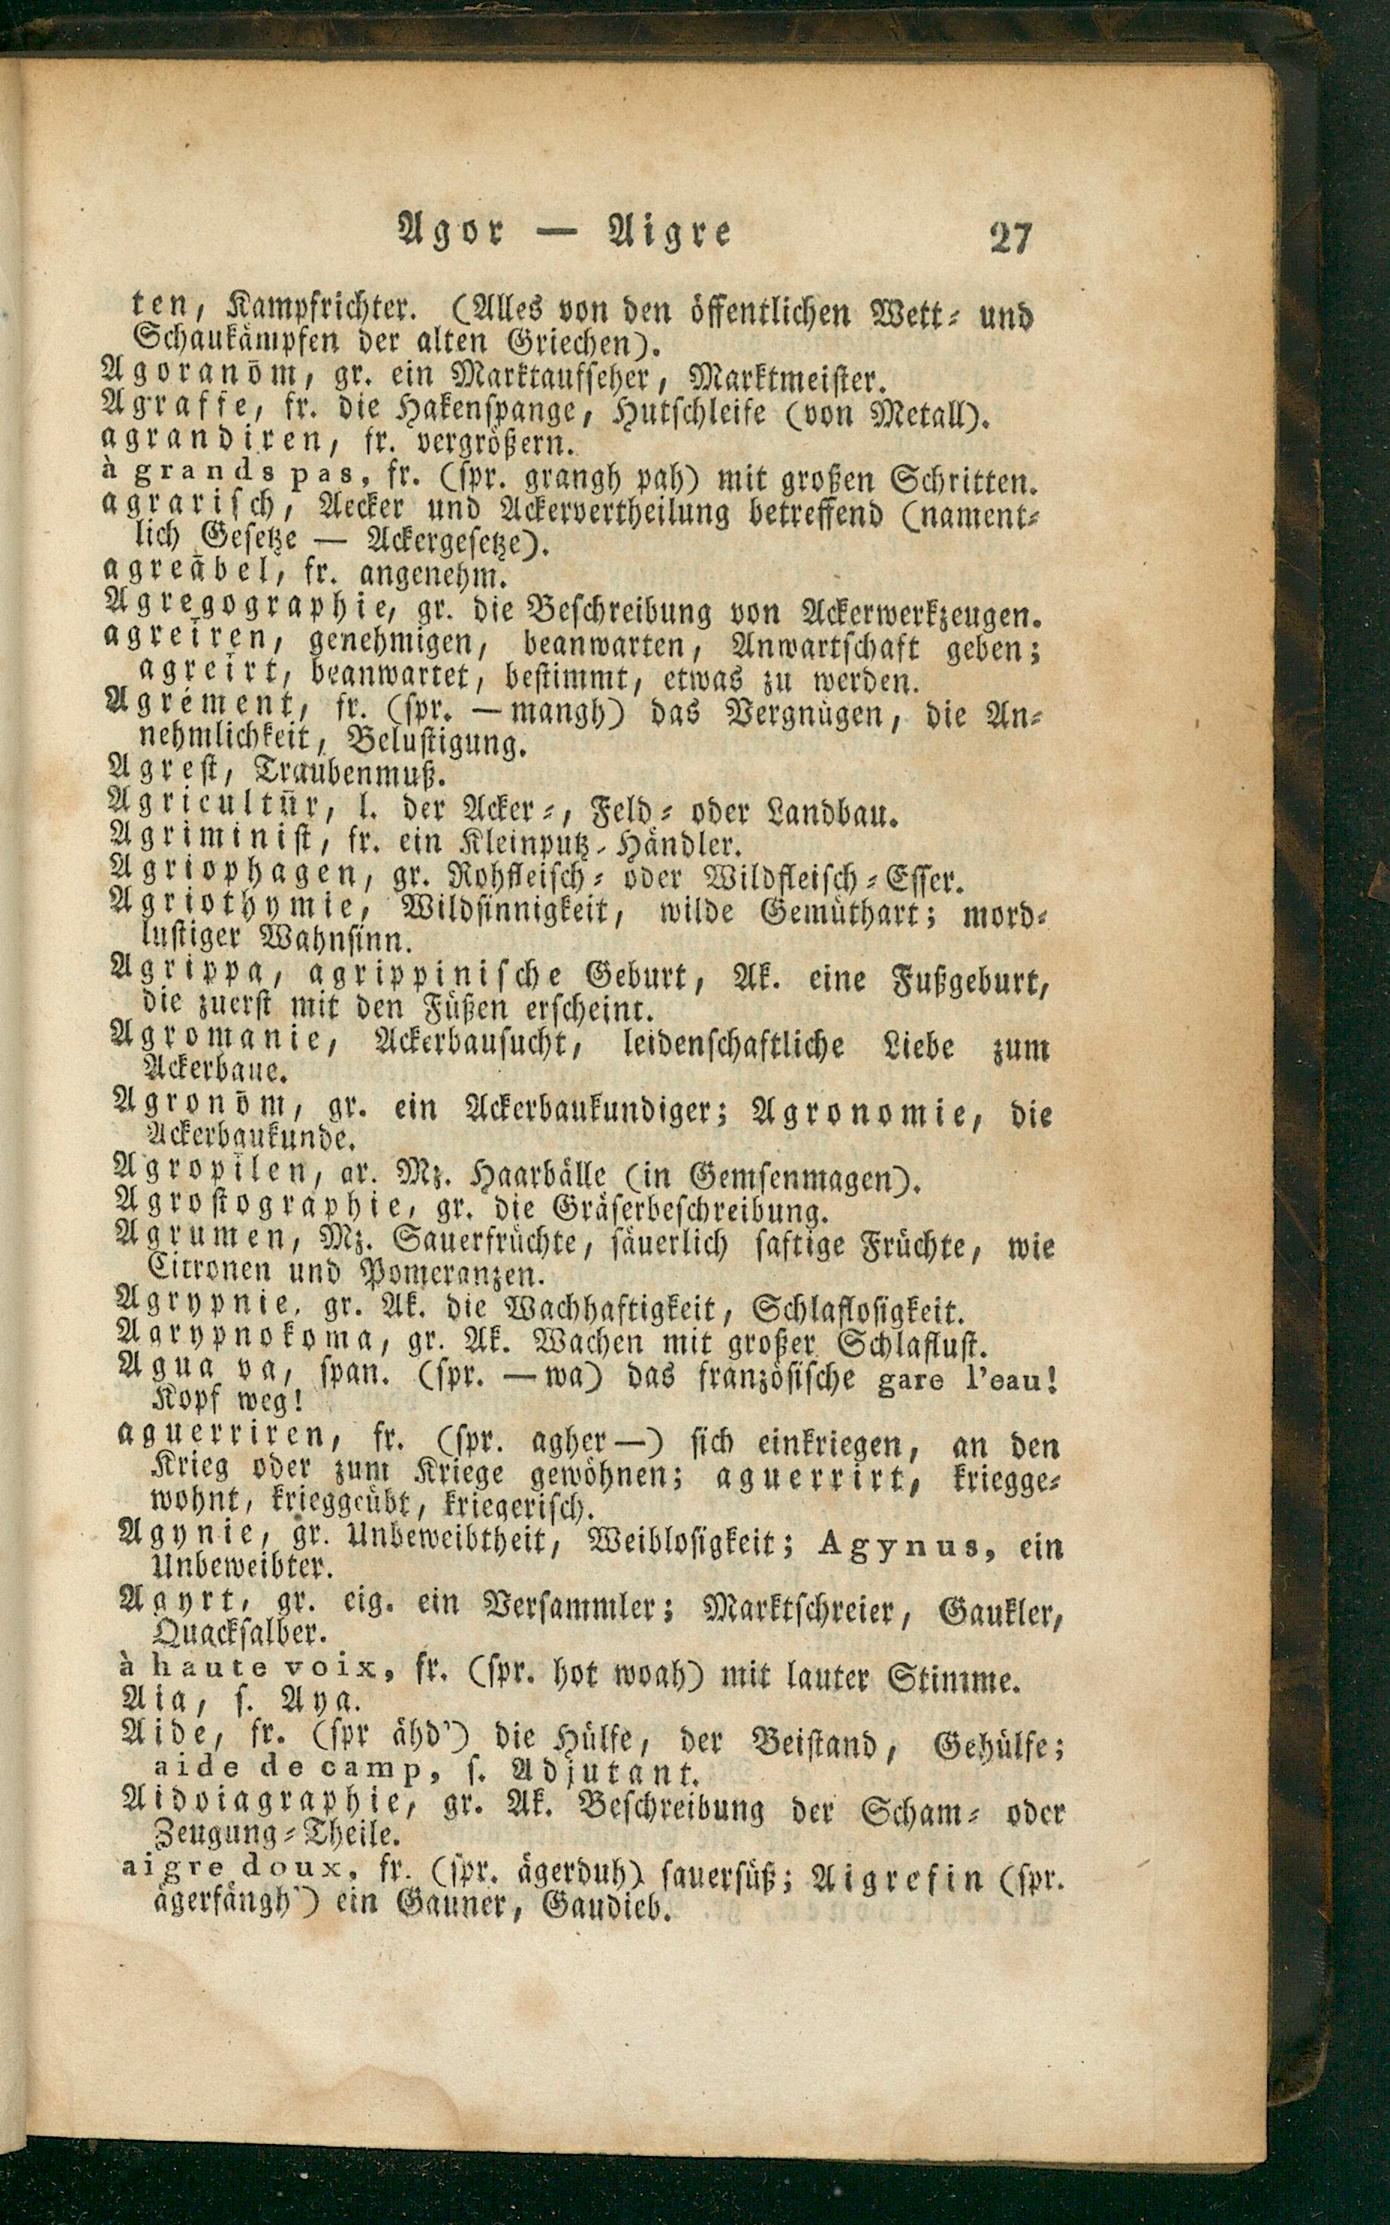 Agor — Aigre 27
ten, Kampfrichter. (Alles von den öffentlichen Wett- und
Schaukämpfen der alten Griechen).
Agoranōm, gr. ein Marktaufseher, Marktmeister.
Agraffe, fr. die Hakenspange, Hutschleife (von Metall).
agrandiren, fr. vergrößern.
à grands pas, fr. (spr. grangh pah) mit großen Schritten.
agrarisch, Aecker und Ackervertheilung betreffend (nament-
lich Gesetze — Ackergesetze).
agreābel, fr. angenehm.
Agregographie, gr. die Beschreibung von Ackerwerkzeugen.
agreīren, genehmigen, beanwarten, Anwartschaft geben;
agreīrt, beanwartet, bestimmt, etwas zu werden.
Agrément, fr. (spr. —mangh) das Vergnügen, die An-
nehmlichkeit, Belustigung.
Agrest, Traubenmuß.
Agricultūr, l. der Acker-, Feld- oder Landbau.
Agriminist, fr. ein Kleinputz-Händler.
Agriophagen, gr. Rohfleisch- oder Wildfleisch-Esser.
Agriothymie, Wildsinnigkeit, wilde Gemüthart; mord-
lustiger Wahnsinn.
Agrippa, agrippinische Geburt, Ak. eine Fußgeburt,
die zuerst mit den Füßen erscheint.
Agromanie, Ackerbausucht, leidenschaftliche Liebe zum
Ackerbaue.
Agronōm, gr. ein Ackerbaukundiger; Agronomie, die
Ackerbaukunde.
Agropīlen, gr. Mz. Haarbälle (in Gemsenmagen).
Agrostographie, gr. die Gräserbeschreibung.
Agrumen, Mz. Sauerfrüchte, säuerlich saftige Früchte, wie
Citronen und Pomeranzen.
Agrypnie, gr. Ak. die Wachhaftigkeit, Schlaflosigkeit.
Agrypnokoma, gr. Ak. Wachen mit großer Schlaflust.
Agua va, span. (spr. —wa) das französische gare l'eau!
Kopf weg!
aguerriren, fr. (spr. agher—) sich einkriegen, an den
Krieg oder zum Kriege gewöhnen; aguerrirt, kriegge-
wohnt, krieggeübt, kriegerisch.
Agynie, gr. Unbeweibtheit, Weiblosigkeit; Agynus, ein
Unbeweibter.
Agyrt, gr. eig. ein Versammler; Marktschreier, Gaukler,
Quacksalber.
à haute voix, fr. (spr. hot woah) mit lauter Stimme.
Aia, s. Aya.
Aide, fr. (spr ähd') die Hülfe, der Beistand, Gehülfe;
aide de camp, s. Adjutant.
Aidoiagraphie, gr. Ak. Beschreibung der Scham- oder
Zeugung-Theile.
aigre doux, fr. (spr. ägerduh) sauersüß; Aigrefin (spr.
ägerfängh') ein Gauner, Gaudieb.